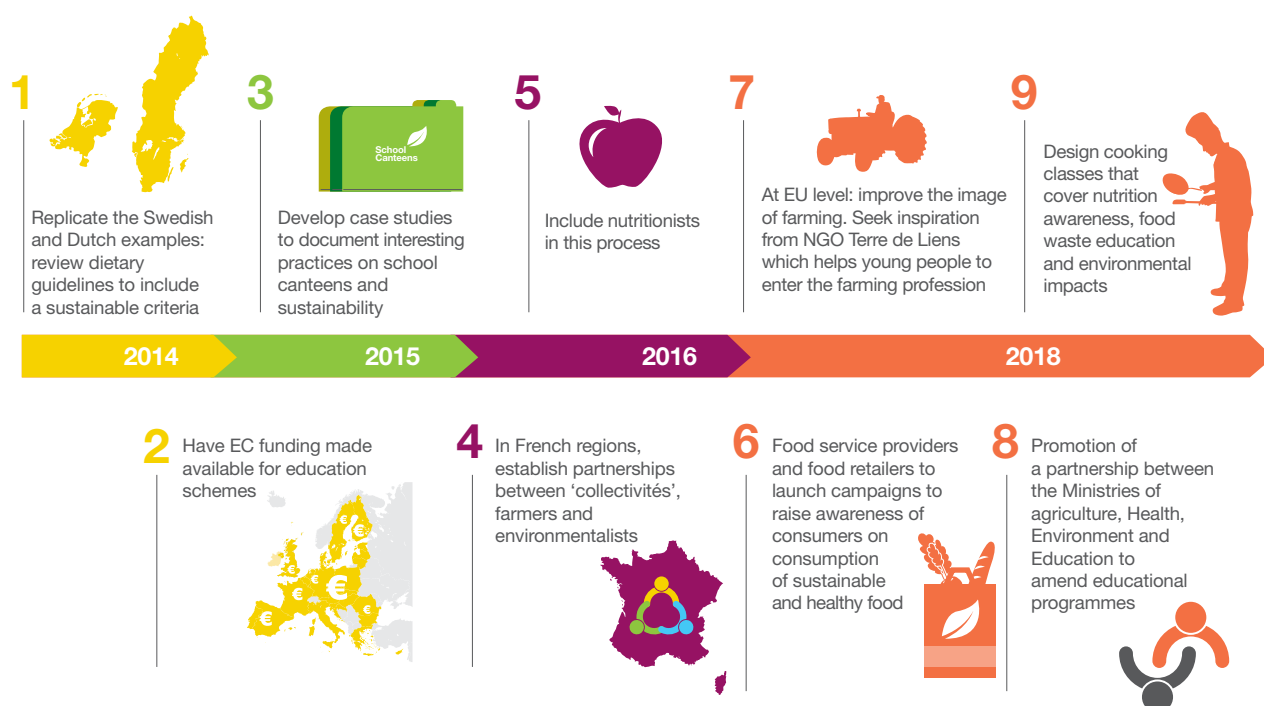 1
Replicate the Swedish
and Dutch examples:
review dietary
guidelines to include
a sustainable criteria
3
School
Canteens
Develop case studies
to document interesting
practices on school
canteens and
sustainability
5
Include nutritionists
in this process
7
At EU level: improve the image
of farming. Seek inspiration
from NGO Terre de Liens
which helps young people to
enter the farming profession
9
Design cooking
classes that
cover nutrition
awareness, food
waste education
and environmental
impacts
2014
2015
2016
2018
2
Have EC funding made
available for education
schemes
€
€
€
€
€
€
€
€
4
In French regions,
establish partnerships
between ‘collectivités’,
farmers and
environmentalists
6
Food service providers
and food retailers to
launch campaigns to
raise awareness of
consumers on
consumption
of sustainable
and healthy food
8
Promotion of
a partnership between
the Ministries of
agriculture, Health,
Environment and
Education to
amend educational
programmes